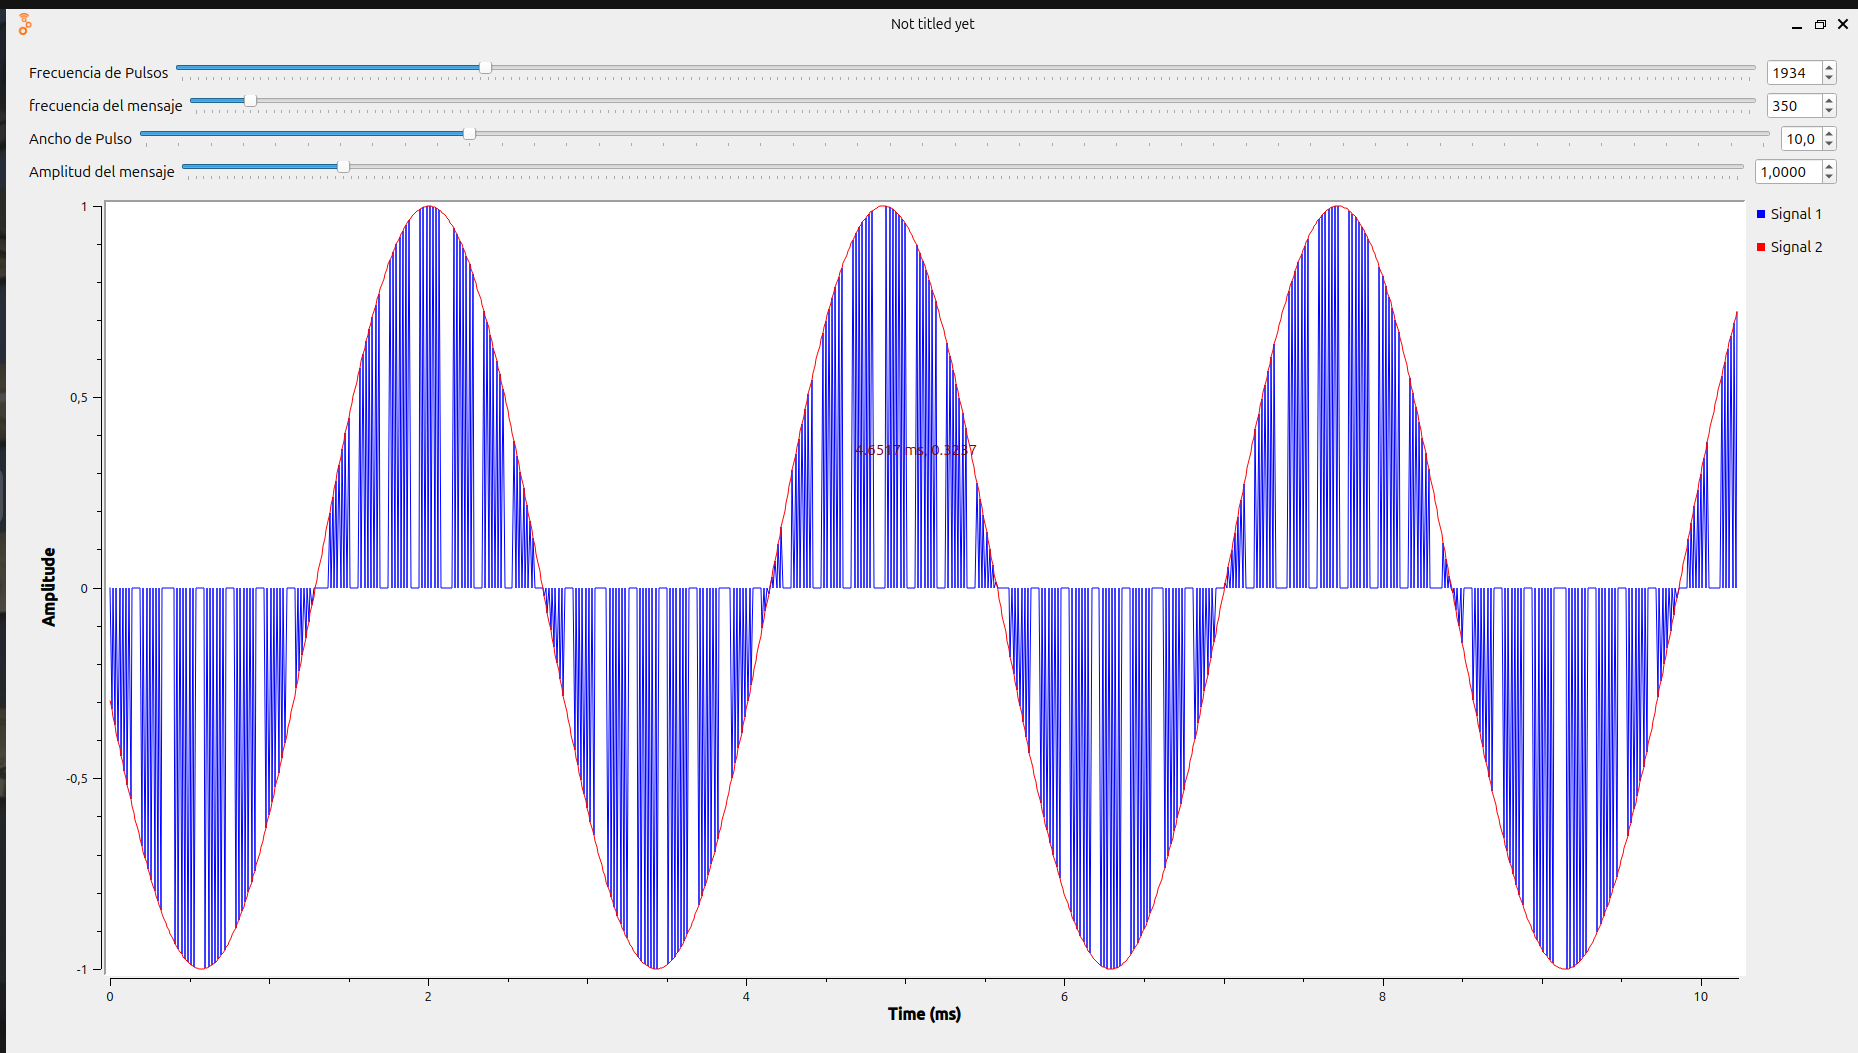 Not titled yet
Frecuencia de Pulsos 1934
frecuencia del mensaje 350
Ancho de Pulso 10,0
Amplitud del mensaje 1,0000
Signal 1
Signal 2
1
0,5
0
-0,5
-1
Amplitude
4.6517 ms, 0.3237
0 2 4 6 8 10
Time (ms)